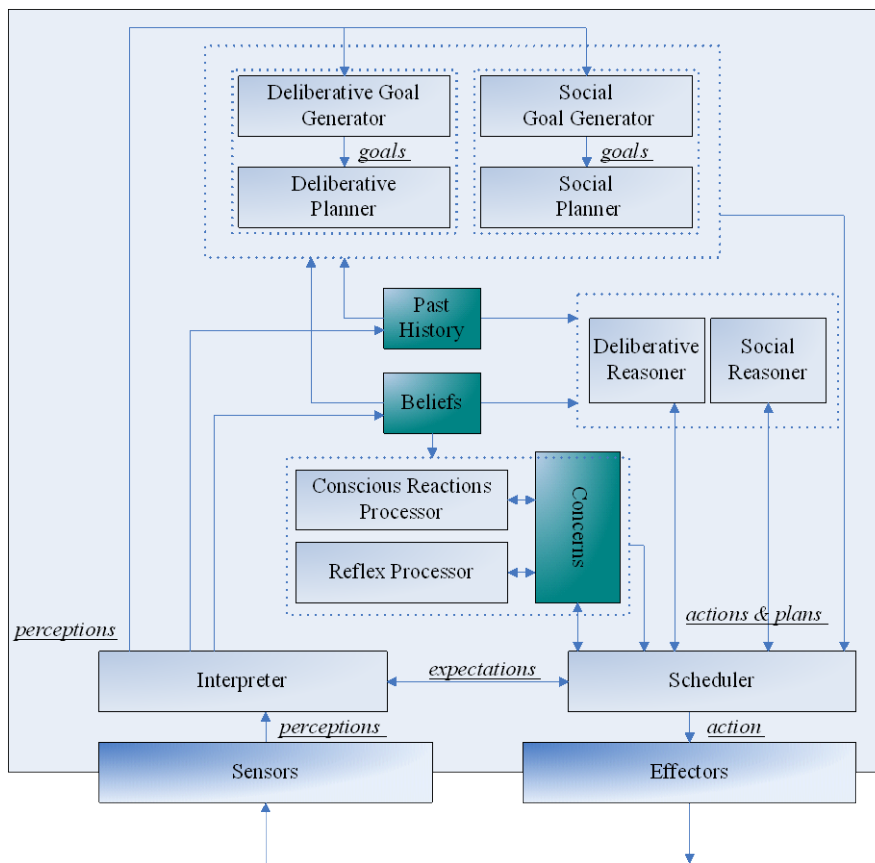 Deliberative Goal
Generator
Social
Goal Generator
goals
goals
Deliberative
Planner
Social
Planner
Past
History
Deliberative
Reasoner
Social
Reasoner
Beliefs
Conscious Reactions
Processor
Concerns
Reflex Processor
perceptions
actions & plans
Interpreter
expectations
Scheduler
perceptions
action
Sensors
Effectors